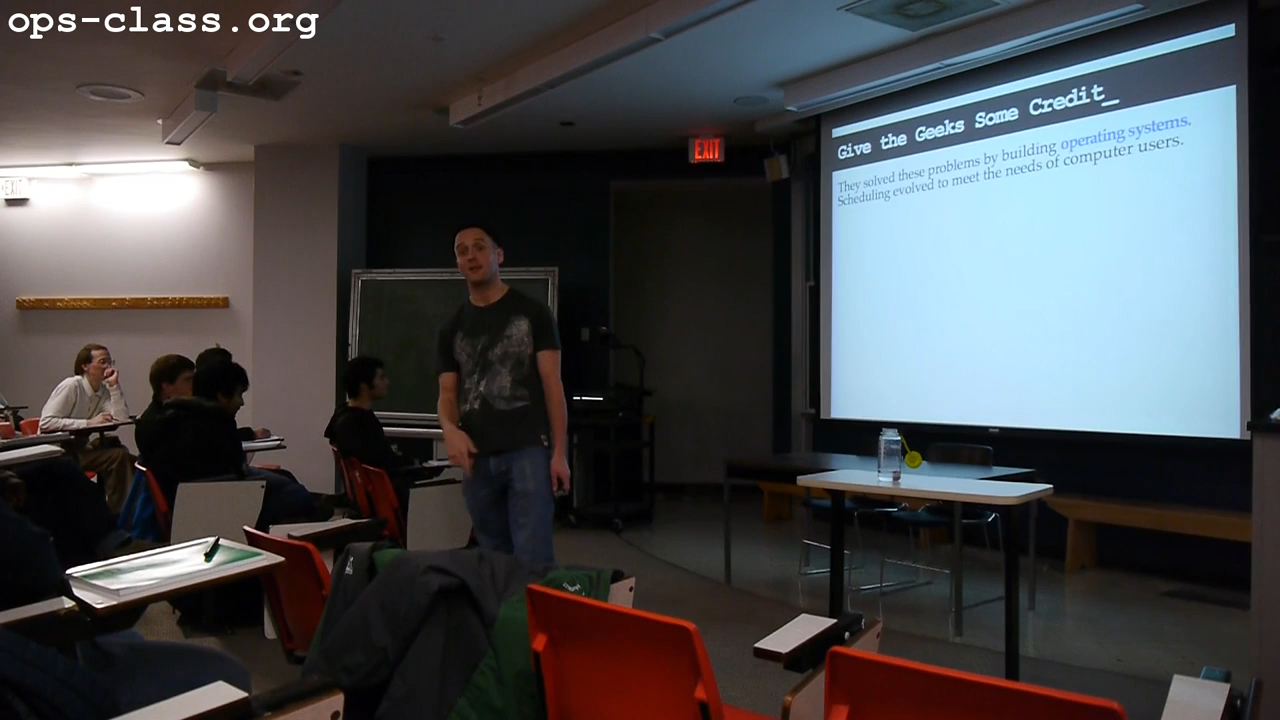 ops-class.org
Give the Geeks Some Credit_
They solved these problems by building operating systems.
Scheduling evolved to meet the needs of computer users.
EXIT
EXIT